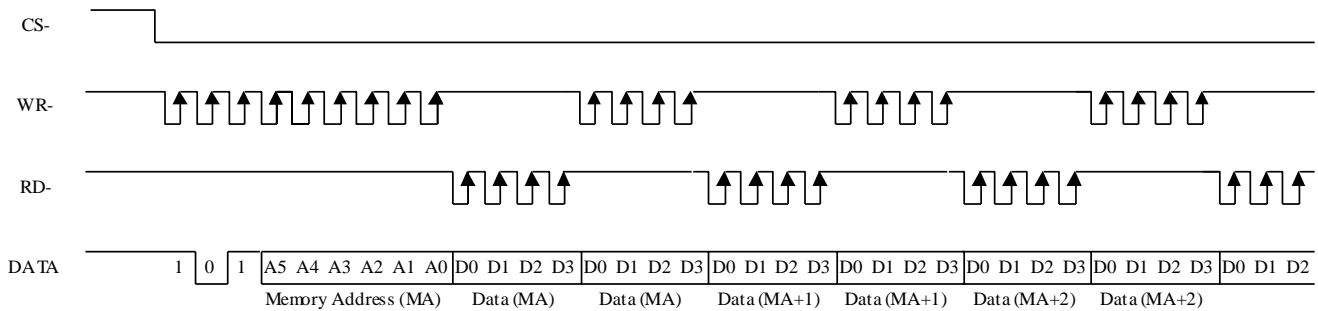 CS-
WR-
RD-
DATA 1 0 1 A5 A4 A3 A2 A1 A0 D0 D1 D2 D3 D0 D1 D2 D3 D0 D1 D2 D3 D0 D1 D2 D3 D0 D1 D2 D3 D0 D1 D2 D3 D0 D1 D2
Memory Address (MA) Data (MA) Data (MA) Data (MA+1) Data (MA+1) Data (MA+2) Data (MA+2)